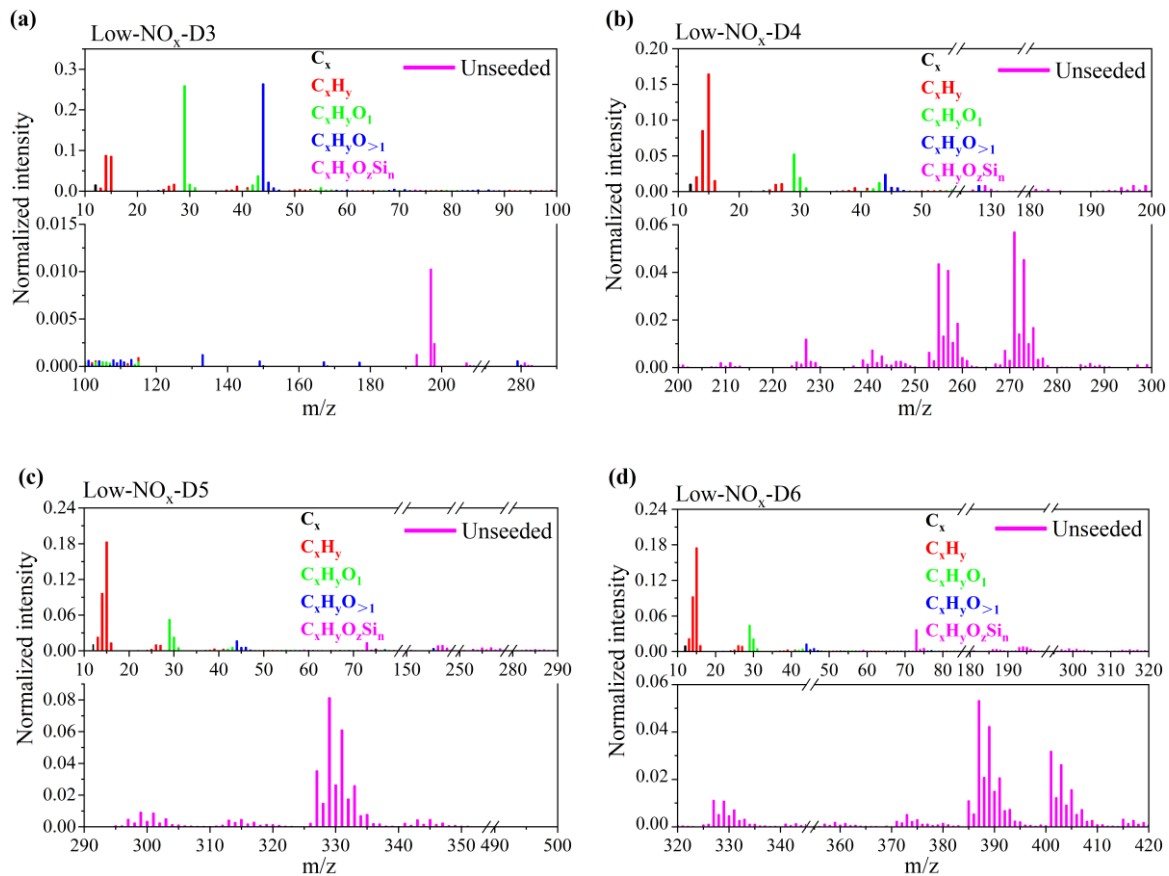 (a)
Low-NOx-D3
Normalized intensity
0.3
0.2
0.1
0.0
Cx
CxHy
CxHyO1
CxHyO>1
CxHyOzSin
Unseeded
10 20 30 40 50 60 70 80 90 100
0.015
0.010
0.005
0.000
100 120 140 160 180 200 280
m/z
(b)
Low-NOx-D4
Normalized intensity
0.20
0.15
0.10
0.05
0.00
Cx
CxHy
CxHyO1
CxHyO>1
CxHyOzSin
Unseeded
10 20 30 40 50 130 180 190 200
0.06
0.04
0.02
0.00
200 210 220 230 240 250 260 270 280 290 300
m/z
(c)
Low-NOx-D5
Normalized intensity
0.24
0.18
0.12
0.06
0.00
Cx
CxHy
CxHyO1
CxHyO>1
CxHyOzSin
Unseeded
10 20 30 40 50 60 70 150 250 280 290
0.08
0.06
0.04
0.02
0.00
290 300 310 320 330 340 350 490 500
m/z
(d)
Low-NOx-D6
Normalized intensity
0.24
0.18
0.12
0.06
0.00
Cx
CxHy
CxHyO1
CxHyO>1
CxHyOzSin
Unseeded
10 20 30 40 50 60 70 80 180 190 300 310 320
0.06
0.04
0.02
0.00
320 330 340 360 370 380 390 400 410 420
m/z